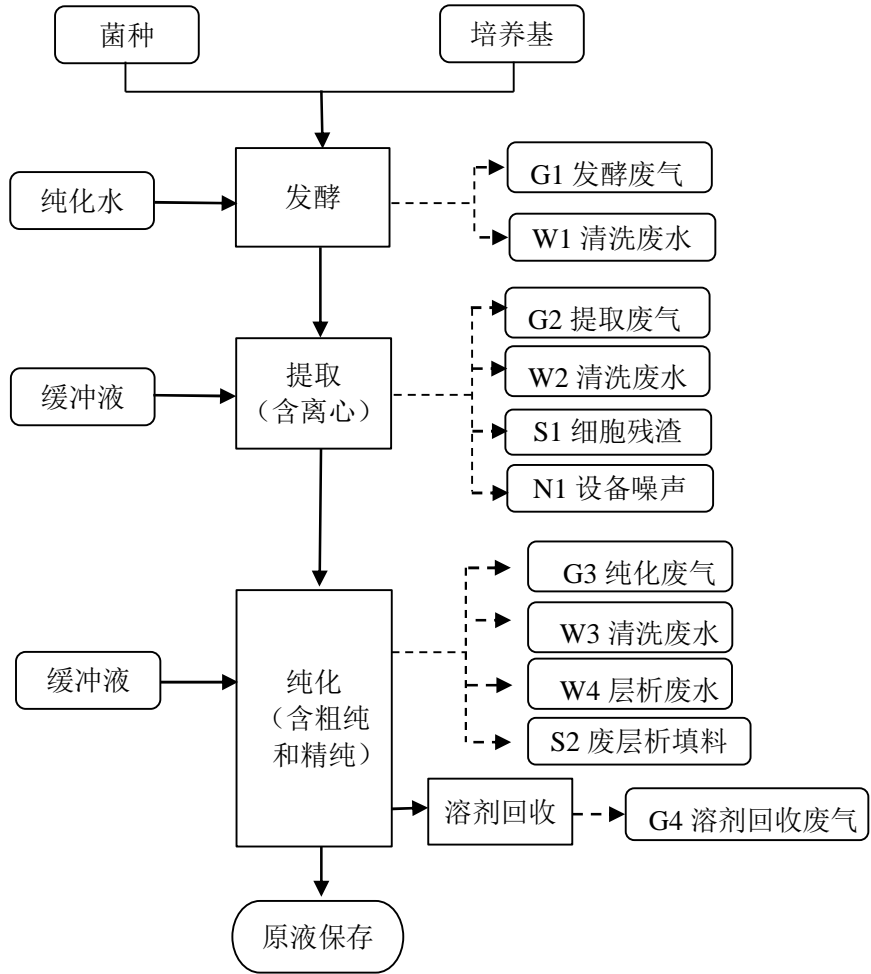 菌种
培养基
纯化水
发酵
G1 发酵废气
W1 清洗废水
缓冲液
提取
（含离心）
G2 提取废气
W2 清洗废水
S1 细胞残渣
N1 设备噪声
缓冲液
纯化
（含粗纯
和精纯）
G3 纯化废气
W3 清洗废水
W4 层析废水
S2 废层析填料
溶剂回收
G4 溶剂回收废气
原液保存